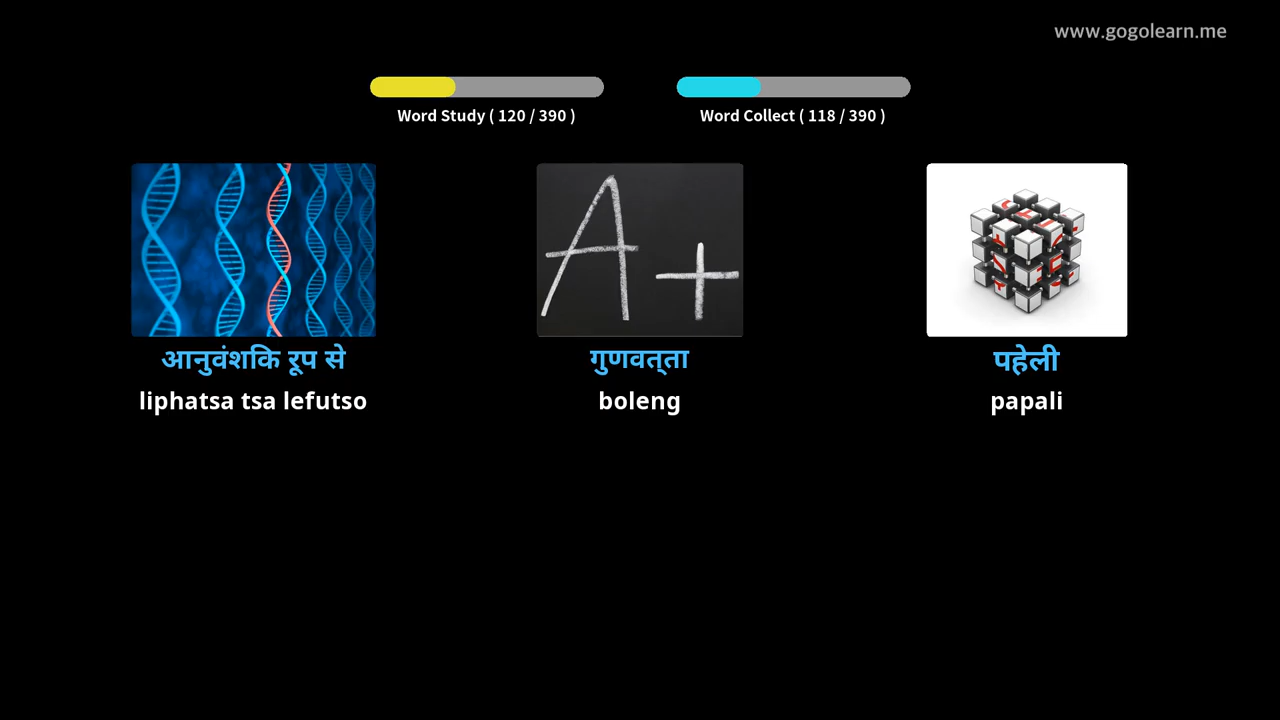 www.gogolearn.me
Word Study ( 120 / 390 )
Word Collect ( 118 / 390 )
A+
आनुवंशिक रूप से
गुणवत्ता
पहेली
liphatsa tsa lefutso
boleng
papali